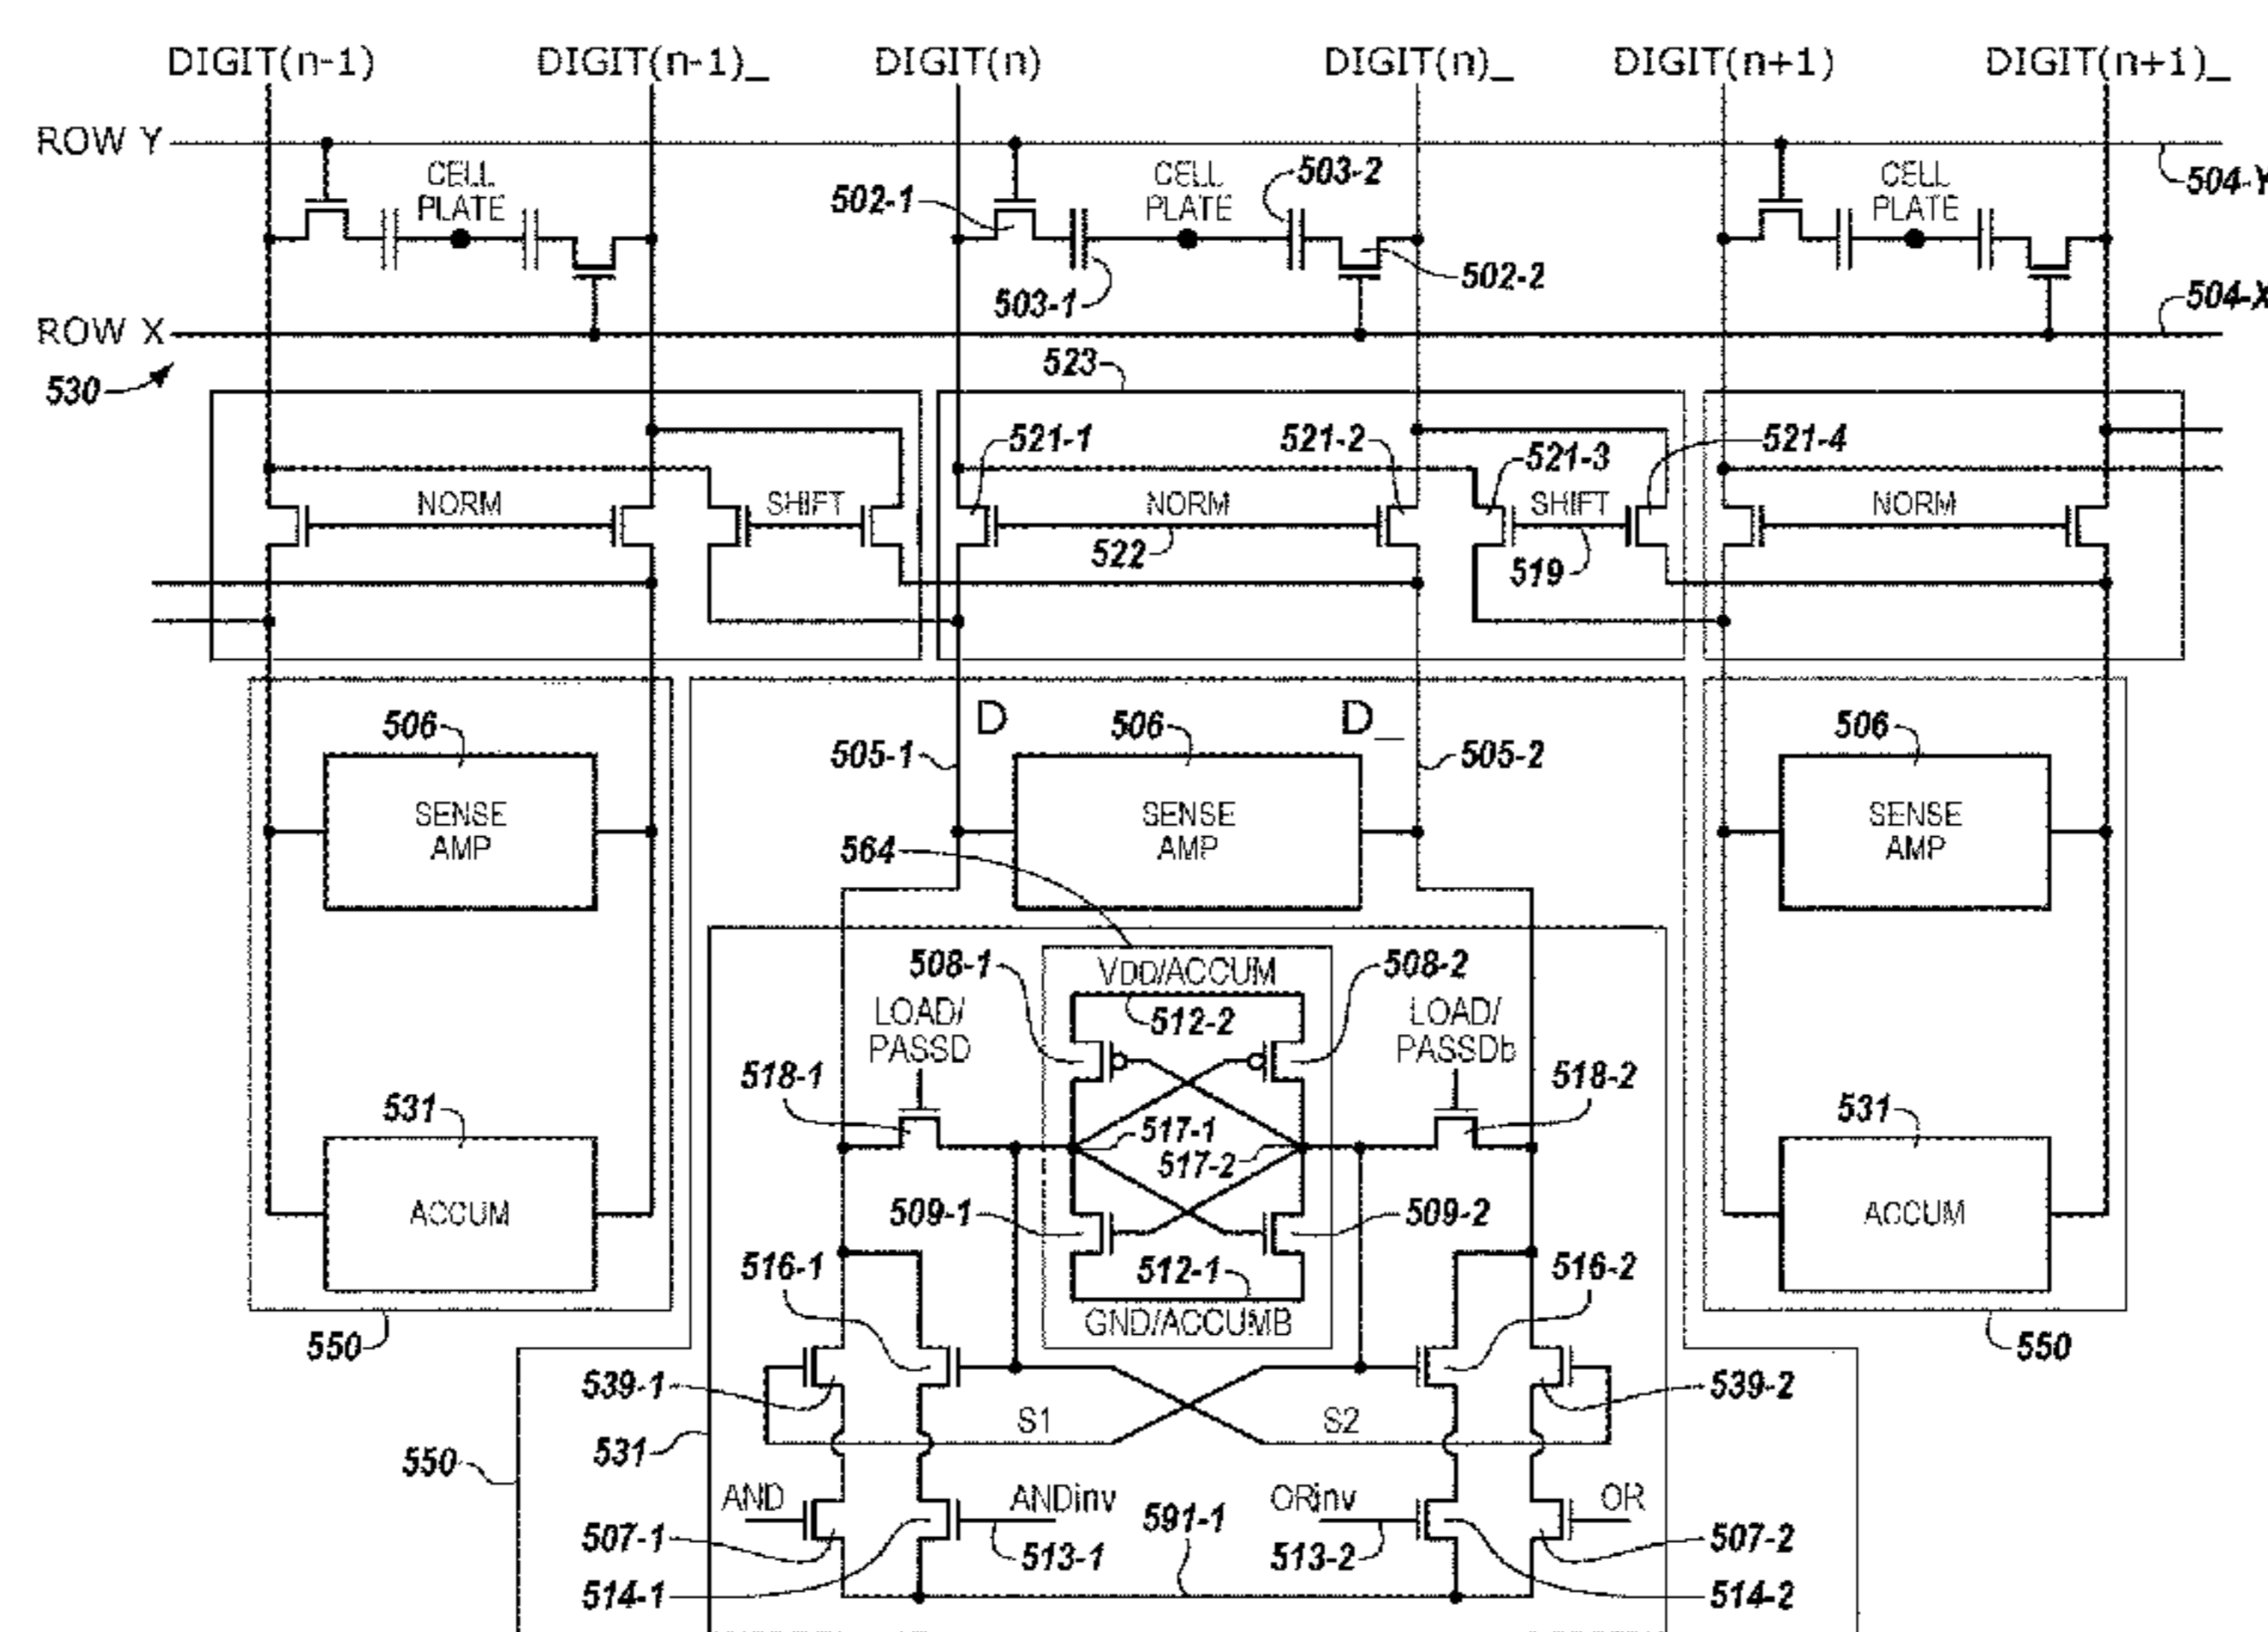 DIGIT(n-1) DIGIT(n-1)_ DIGIT(n) DIGIT(n)_ DIGIT(n+1) DIGIT(n+1)_
ROW Y
CELL PLATE
502-1
CELL PLATE
503-2
CELL PLATE
504-Y
503-1
502-2
504-X
ROW X
530
523
521-1
521-2
521-3
521-4
NORM
SHIFT
NORM
SHIFT
NORM
522
519
506
D
506
D_
506
505-1
505-2
SENSE AMP
SENSE AMP
SENSE AMP
564
508-1
VDD/ACCUM
508-2
LOAD/
PASSD
512-2
LOAD/
PASSDb
518-1
518-2
531
517-1
517-2
531
ACCUM
509-1
509-2
ACCUM
516-1
512-1
516-2
GND/ACCUMB
550
550
539-1
539-2
S1
S2
531
550
AND
ANDinv
ORinv
OR
591-1
507-1
513-1
513-2
507-2
514-1
514-2